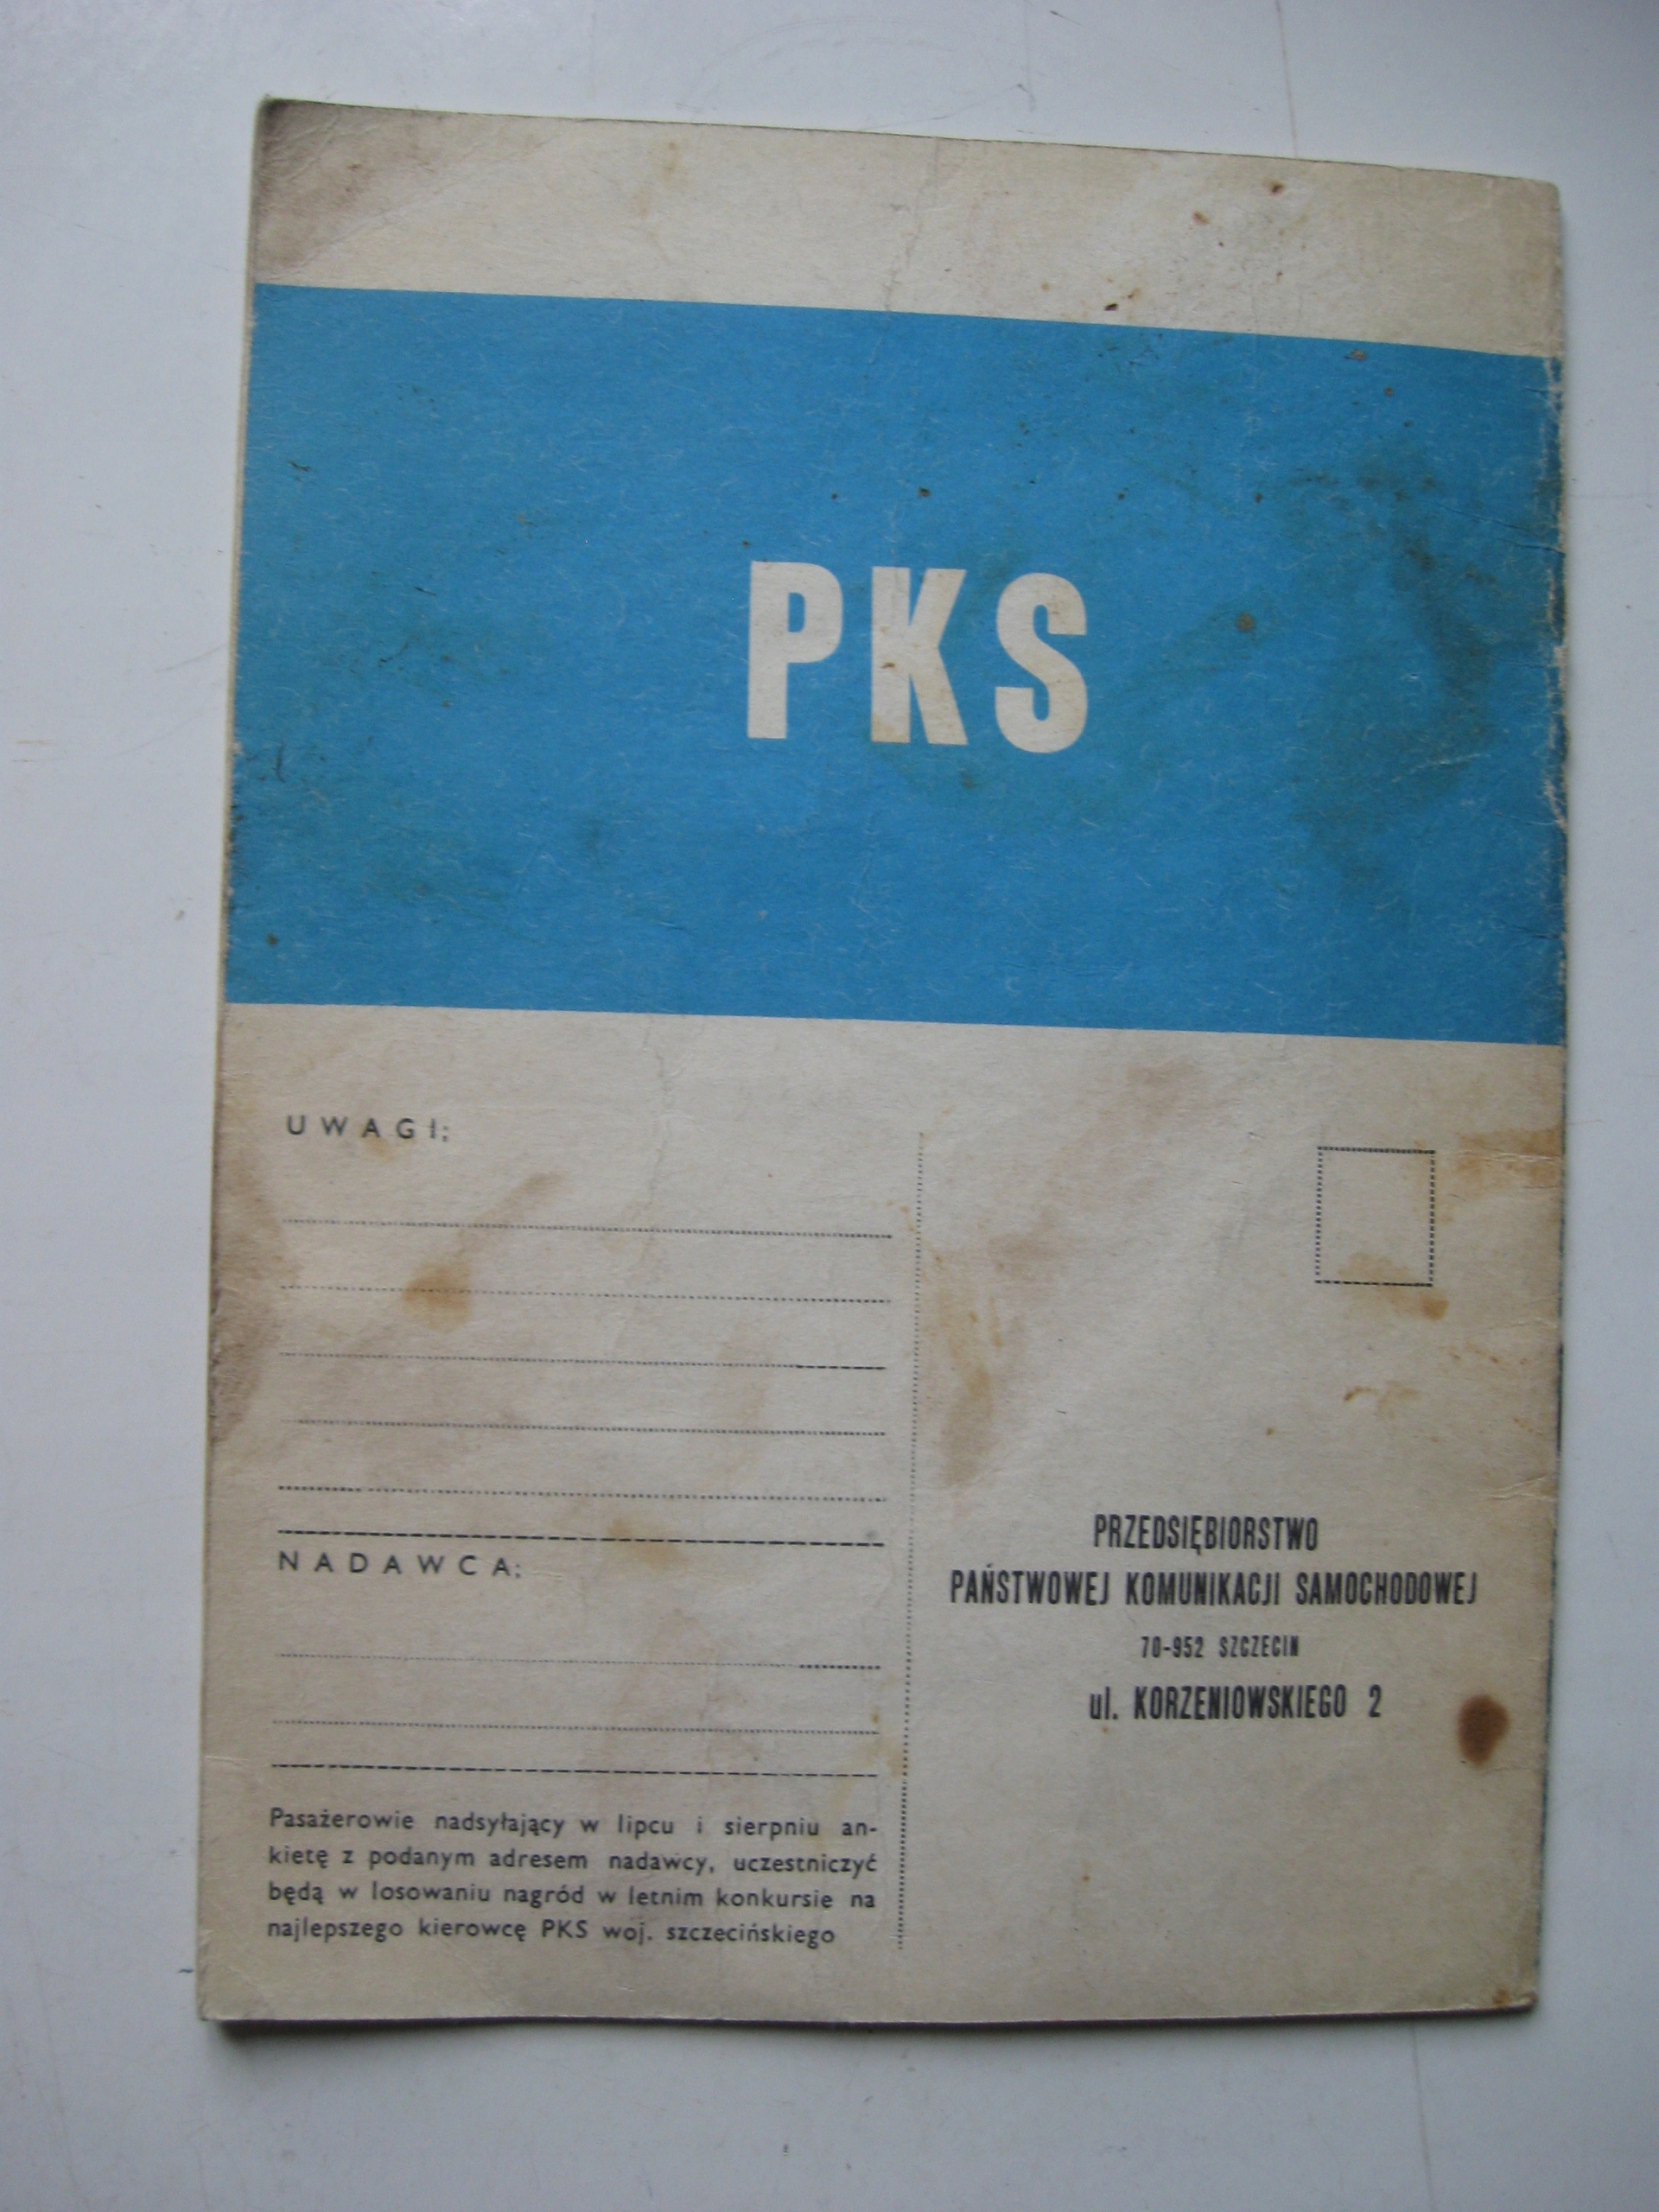 PKS
UWAGI:
NADAWCA:
Pasażerowie nadsyłający w lipcu i sierpniu an-
kietę z podanym adresem nadawcy, uczestniczyć
będą w losowaniu nagród w letnim konkursie na
najlepszego kierowcę PKS woj. szczecińskiego
PRZEDSIĘBIORSTWO
PAŃSTWOWEJ KOMUNIKACJI SAMOCHODOWEJ
70-952 SZCZECIN
ul. KORZENIOWSKIEGO 2